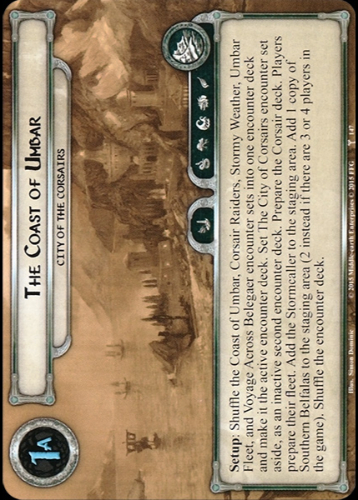 1A
THE COAST OF UMBAR
CITY OF THE CORSAIRS
Setup: Shuffle the Coast of Umbar, Corsair Raiders, Stormy Weather, Umbar
Fleet, and Voyage Across Belegaer encounter sets into one encounter deck
and make it the active encounter deck. Set The City of Corsairs encounter set
aside, as an inactive second encounter deck. Prepare the Corsair deck. Players
prepare their fleet. Add the Stormcaller to the staging area. Add 1 copy of
Southern Belfalas to the staging area (2 instead if there are 3 or 4 players in
the game). Shuffle the encounter deck.
Illus. Simon Dominic © 2015 Middle-earth Enterprises © 2015 FFG 147